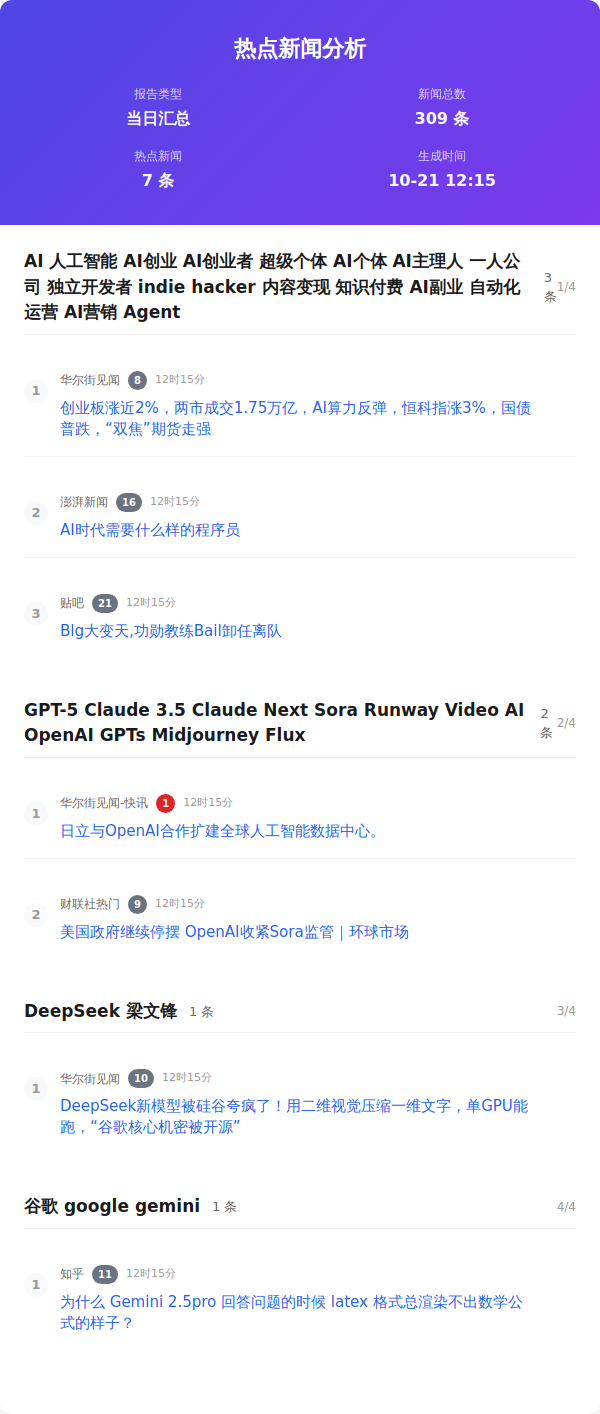 热点新闻分析
报告类型
当日汇总
新闻总数
309 条
热点新闻
7 条
生成时间
10-21 12:15
AI 人工智能 AI创业 AI创业者 超级个体 AI个体 AI主理人 一人公
司 独立开发者 indie hacker 内容变现 知识付费 AI副业 自动化
运营 AI营销 Agent
3
条
1/4
1
华尔街见闻 8 12时15分
创业板涨近2%，两市成交1.75万亿，AI算力反弹，恒科指涨3%，国债
普跌，“双焦”期货走强
2
澎湃新闻 16 12时15分
AI时代需要什么样的程序员
3
贴吧 21 12时15分
Blg大变天,功勋教练Bail卸任离队
GPT-5 Claude 3.5 Claude Next Sora Runway Video AI
OpenAI GPTs Midjourney Flux
2
条
2/4
1
华尔街见闻-快讯 1 12时15分
日立与OpenAI合作扩建全球人工智能数据中心。
2
财联社热门 9 12时15分
美国政府继续停摆 OpenAI收紧Sora监管｜环球市场
DeepSeek 梁文锋 1 条 3/4
1
华尔街见闻 10 12时15分
DeepSeek新模型被硅谷夸疯了！用二维视觉压缩一维文字，单GPU能
跑，“谷歌核心机密被开源”
谷歌 google gemini 1 条 4/4
1
知乎 11 12时15分
为什么 Gemini 2.5pro 回答问题的时候 latex 格式总渲染不出数学公
式的样子？